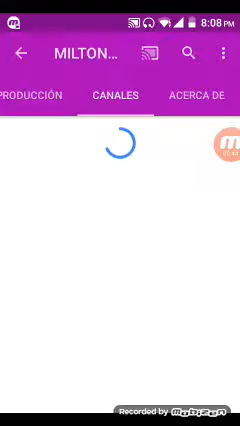 8:08 PM
MILTON...
PRODUCCIÓN CANALES ACERCA DE
Recorded by mobizen